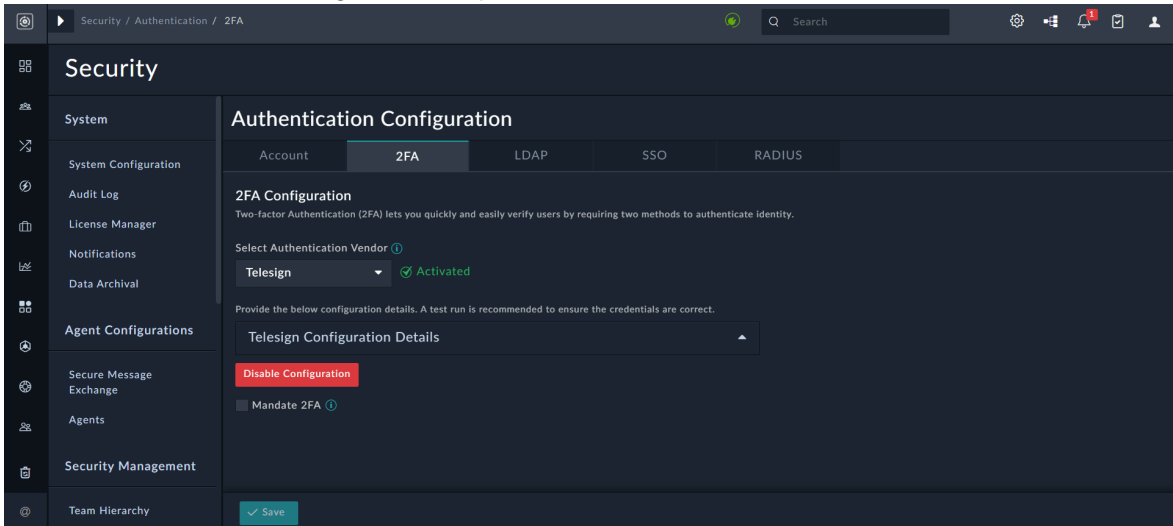 Security / Authentication / 2FA
Search
1
Security
System
System Configuration
Audit Log
License Manager
Notifications
Data Archival
Agent Configurations
Secure Message
Exchange
Agents
Security Management
Team Hierarchy
Authentication Configuration
Account 2FA LDAP SSO RADIUS
2FA Configuration
Two-factor Authentication (2FA) lets you quickly and easily verify users by requiring two methods to authenticate identity.
Select Authentication Vendor
Telesign Activated
Provide the below configuration details. A test run is recommended to ensure the credentials are correct.
Telesign Configuration Details
Disable Configuration
Mandate 2FA
Save
@